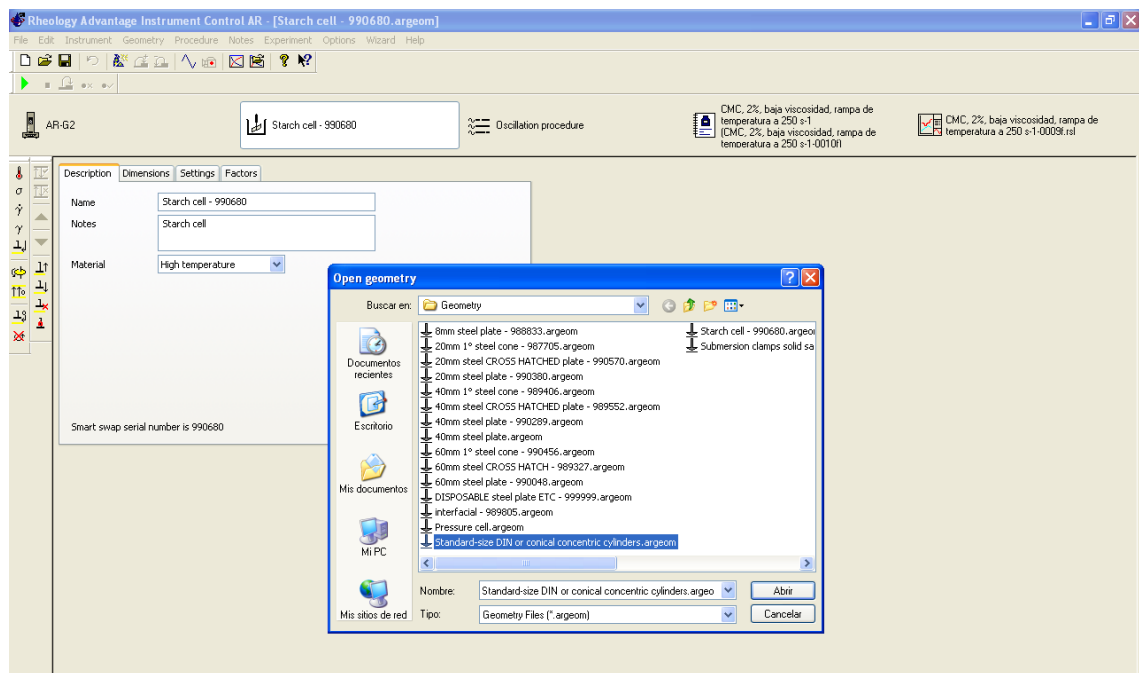 Rheology Advantage Instrument Control AR - [Starch cell - 990680.argeom]
File Edit Instrument Geometry Procedure Notes Experiment Options Wizard Help
AR-G2
Starch cell - 990680
Oscillation procedure
CMC, 2%, baja viscosidad, rampa de
temperatura a 250 s-1
[CMC, 2%, baja viscosidad, rampa de
temperatura a 250 s-1-0010f]
CMC, 2%, baja viscosidad, rampa de
temperatura a 250 s-1-0009f.rsl
Description Dimensions Settings Factors
Name Starch cell - 990680
Notes Starch cell
Material High temperature
Smart swap serial number is 990680
Open geometry
Buscar en: Geometry
Documentos
recientes
Escritorio
Mis documentos
Mi PC
Mis sitios de red
8mm steel plate - 988833.argeom
20mm 1° steel cone - 987705.argeom
20mm steel CROSS HATCHED plate - 990570.argeom
20mm steel plate - 990380.argeom
40mm 1° steel cone - 989406.argeom
40mm steel CROSS HATCHED plate - 989552.argeom
40mm steel plate - 990289.argeom
40mm steel plate.argeom
60mm 1° steel cone - 990456.argeom
60mm steel CROSS HATCH - 989327.argeom
60mm steel plate - 990048.argeom
DISPOSABLE steel plate ETC - 999999.argeom
interfacial - 989805.argeom
Pressure cell.argeom
Standard-size DIN or conical concentric cylinders.argeom
Starch cell - 990680.argeo
Submersion clamps solid sa
Nombre: Standard-size DIN or conical concentric cylinders.argeo Abrir
Tipo: Geometry Files (*.argeom) Cancelar